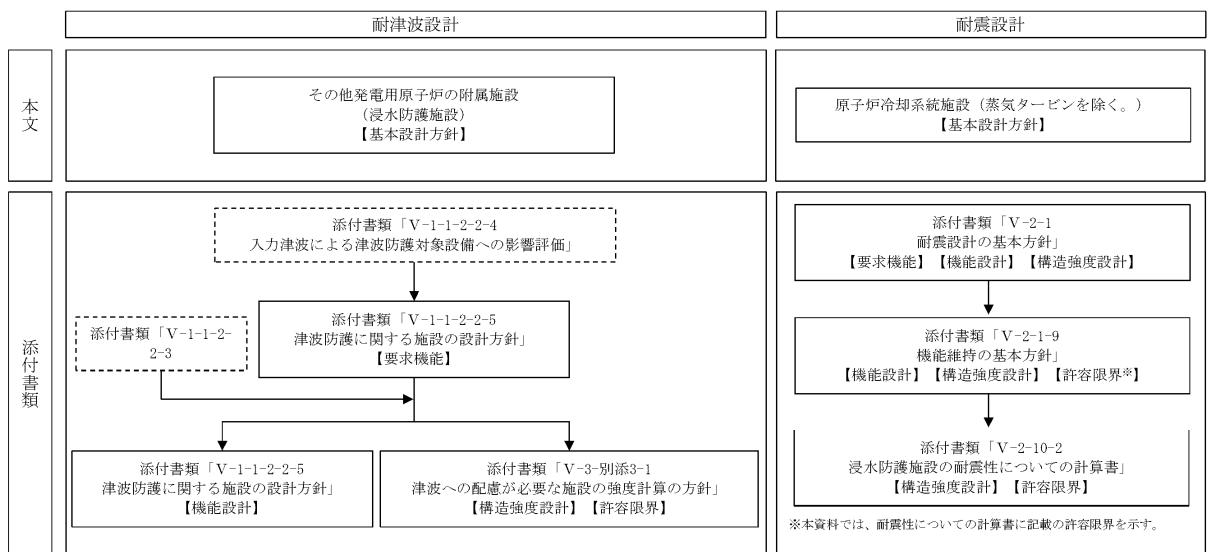 耐津波設計
耐震設計
本文
その他発電用原子炉の附属施設
(浸水防護施設)
【基本設計方針】
原子炉冷却系統施設(蒸気タービンを除く。)
【基本設計方針】
添付書類
添付書類「Ⅴ-1-1-2-2-4
入力津波による津波防護対象設備への影響評価」
添付書類「Ⅴ-1-1-2-
2-3
添付書類「Ⅴ-1-1-2-2-5
津波防護に関する施設の設計方針」
【要求機能】
添付書類「Ⅴ-1-1-2-2-5
津波防護に関する施設の設計方針」
【機能設計】
添付書類「Ⅴ-3-別添3-1
津波への配慮が必要な施設の強度計算の方針」
【構造強度設計】【許容限界】
添付書類「Ⅴ-2-1
耐震設計の基本方針」
【要求機能】【機能設計】【構造強度設計】
添付書類「Ⅴ-2-1-9
機能維持の基本方針」
【機能設計】【構造強度設計】【許容限界※】
添付書類「Ⅴ-2-10-2
浸水防護施設の耐震性についての計算書」
【構造強度設計】【許容限界】
※本資料では、耐震性についての計算書に記載の許容限界を示す。